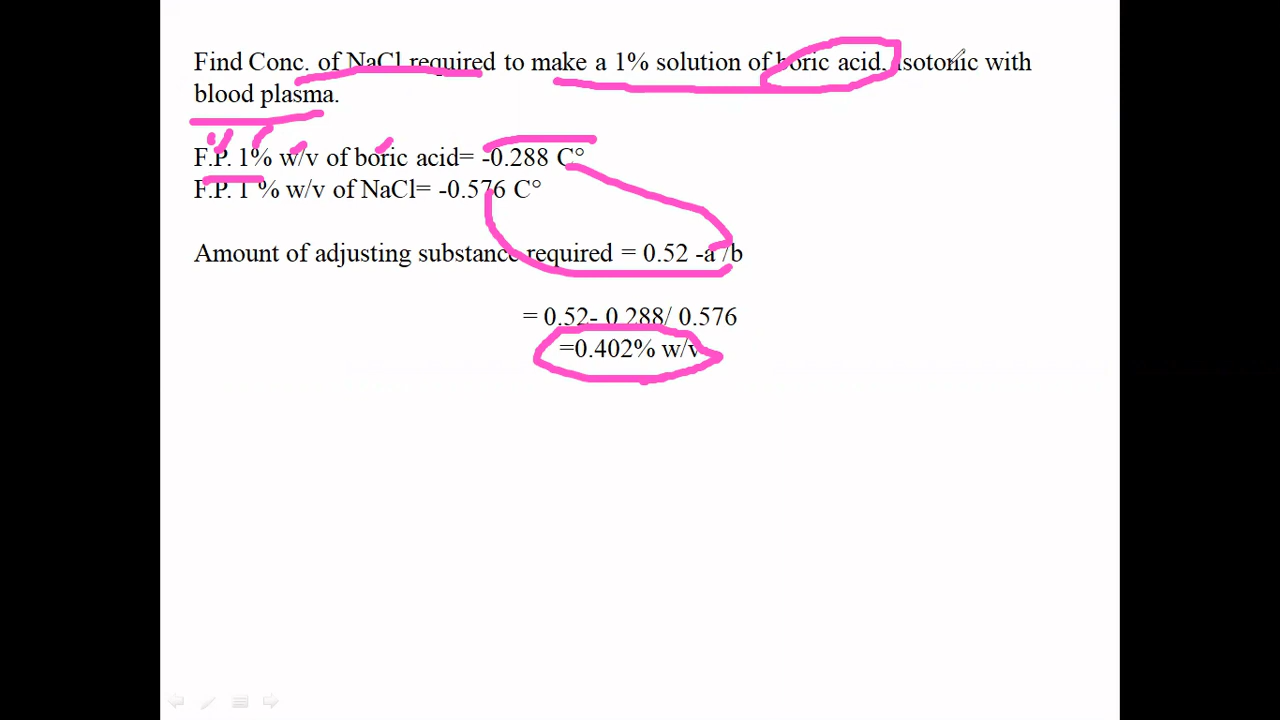 Find Conc. of NaCl required to make a 1% solution of boric acid, isotonic with
blood plasma.
F.P. 1% w/v of boric acid= -0.288 C°
F.P. 1 % w/v of NaCl= -0.576 C°
Amount of adjusting substance required = 0.52 -a /b
= 0.52- 0.288/ 0.576
=0.402% w/v